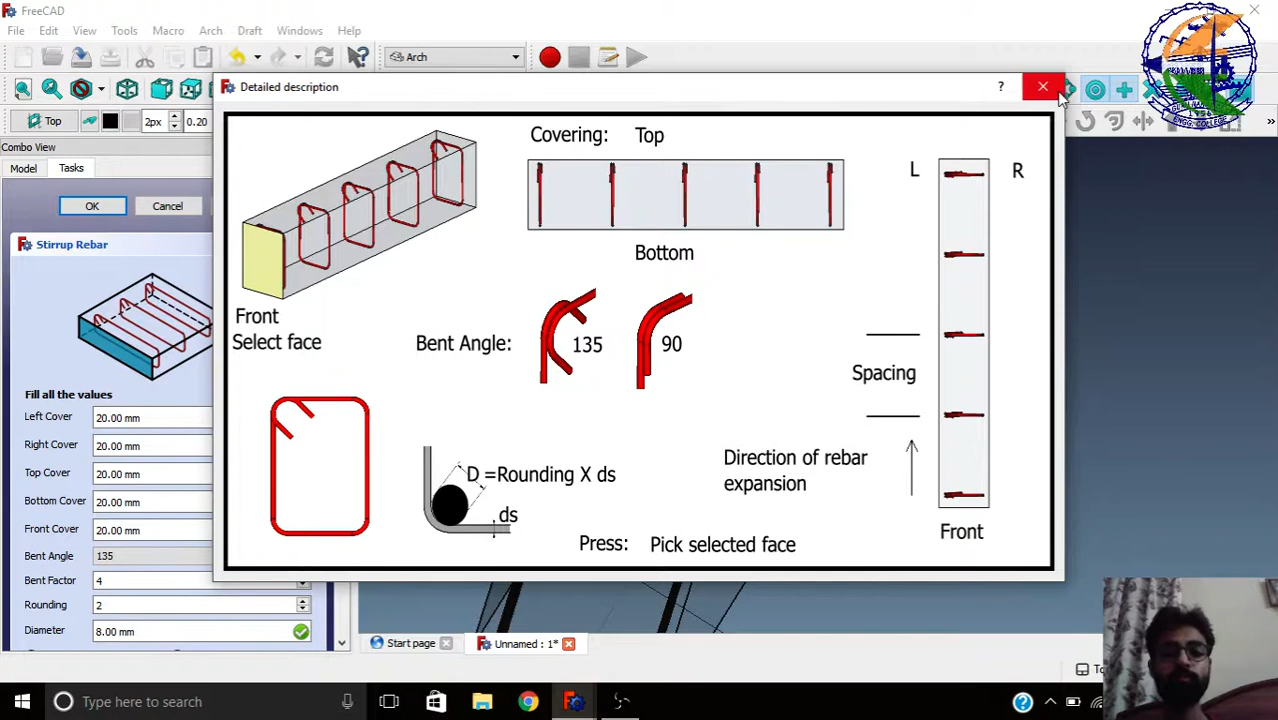 FreeCAD
File Edit View Tools Macro Arch Draft Windows Help
Arch
Top 2px 0.20
Combo View
Model Tasks
OK Cancel
Stirrup Rebar
Fill all the values
Left Cover 20.00 mm
Right Cover 20.00 mm
Top Cover 20.00 mm
Bottom Cover 20.00 mm
Front Cover 20.00 mm
Bent Angle 135
Bent Factor 4
Rounding 2
Diameter 8.00 mm
Detailed description
Covering: Top
Bottom
Front
Select face
Bent Angle: 135 90
D =Rounding X ds
ds
L R
Spacing
Direction of rebar
expansion
Front
Press: Pick selected face
Start page Unnamed : 1*
Type here to search